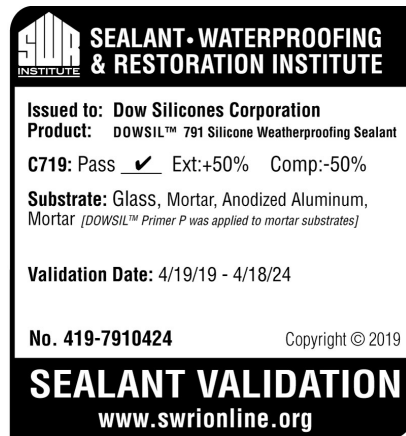 SWR
INSTITUTE
SEALANT • WATERPROOFING
& RESTORATION INSTITUTE
Issued to: Dow Silicones Corporation
Product: DOWSIL™ 791 Silicone Weatherproofing Sealant
C719: Pass ✔ Ext:+50% Comp:-50%
Substrate: Glass, Mortar, Anodized Aluminum,
Mortar [DOWSIL™ Primer P was applied to mortar substrates]
Validation Date: 4/19/19 - 4/18/24
No. 419-7910424 Copyright © 2019
SEALANT VALIDATION
www.swrionline.org